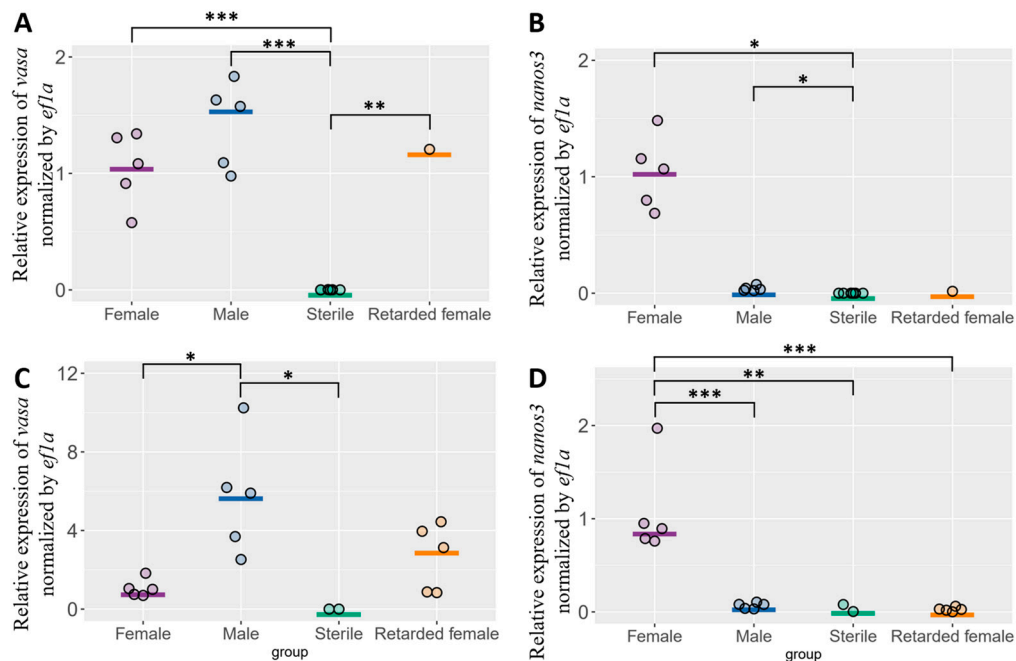 A
***
***
**
Relative expression of vasa
normalized by ef1a
2
1
0
Female Male Sterile Retarded female
B
*
*
Relative expression of nanos3
normalized by ef1a
2
1
0
Female Male Sterile Retarded female
C
*
*
Relative expression of vasa
normalized by ef1a
12
8
4
0
Female Male Sterile Retarded female
group
D
***
**
***
Relative expression of nanos3
normalized by ef1a
2
1
0
Female Male Sterile Retarded female
group